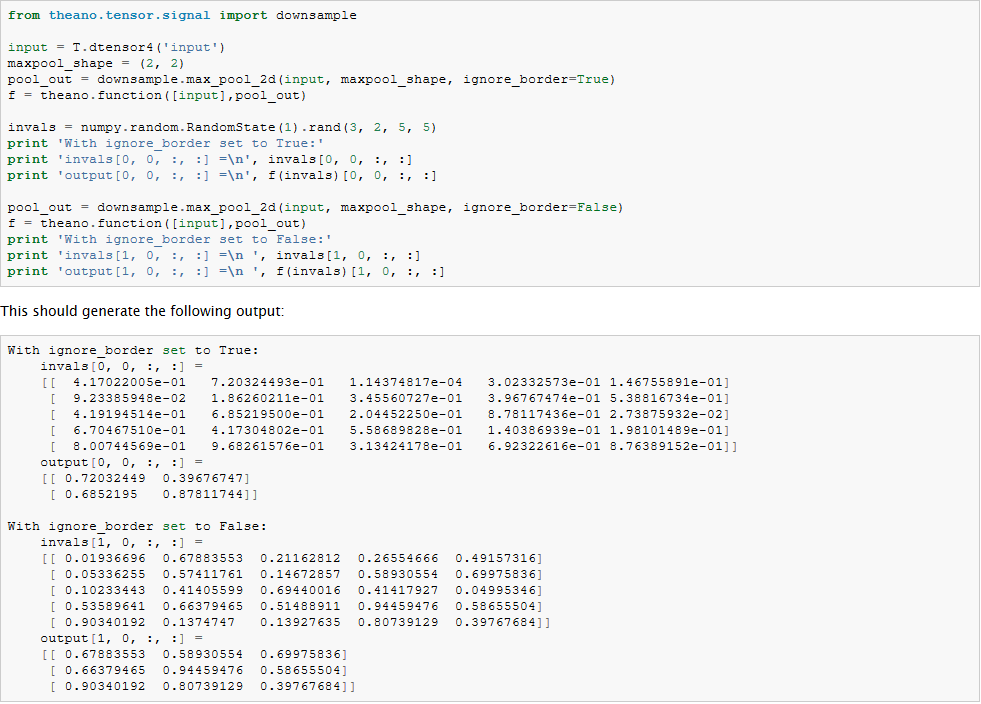 from theano.tensor.signal import downsample
input = T.dtensor4('input')
maxpool_shape = (2, 2)
pool_out = downsample.max_pool_2d(input, maxpool_shape, ignore_border=True)
f = theano.function([input],pool_out)
invals = numpy.random.RandomState(1).rand(3, 2, 5, 5)
print 'With ignore_border set to True:'
print 'invals[0, 0, :, :] =\n', invals[0, 0, :, :]
print 'output[0, 0, :, :] =\n', f(invals)[0, 0, :, :]
pool_out = downsample.max_pool_2d(input, maxpool_shape, ignore_border=False)
f = theano.function([input],pool_out)
print 'With ignore_border set to False:'
print 'invals[1, 0, :, :] =\n ', invals[1, 0, :, :]
print 'output[1, 0, :, :] =\n ', f(invals)[1, 0, :, :]
This should generate the following output:
With ignore_border set to True:
    invals[0, 0, :, :] =
    [[  4.17022005e-01   7.20324493e-01   1.14374817e-04   3.02332573e-01 1.46755891e-01]
     [  9.23385948e-02   1.86260211e-01   3.45560727e-01   3.96767474e-01 5.38816734e-01]
     [  4.19194514e-01   6.85219500e-01   2.04452250e-01   8.78117436e-01 2.73875932e-02]
     [  6.70467510e-01   4.17304802e-01   5.58689828e-01   1.40386939e-01 1.98101489e-01]
     [  8.00744569e-01   9.68261576e-01   3.13424178e-01   6.92322616e-01 8.76389152e-01]]
    output[0, 0, :, :] =
    [[ 0.72032449  0.39676747]
     [ 0.6852195   0.87811744]]
With ignore_border set to False:
    invals[1, 0, :, :] =
    [[ 0.01936696  0.67883553  0.21162812  0.26554666  0.49157316]
     [ 0.05336255  0.57411761  0.14672857  0.58930554  0.69975836]
     [ 0.10233443  0.41405599  0.69440016  0.41417927  0.04995346]
     [ 0.53589641  0.66379465  0.51488911  0.94459476  0.58655504]
     [ 0.90340192  0.1374747   0.13927635  0.80739129  0.39767684]]
    output[1, 0, :, :] =
    [[ 0.67883553  0.58930554  0.69975836]
     [ 0.66379465  0.94459476  0.58655504]
     [ 0.90340192  0.80739129  0.39767684]]